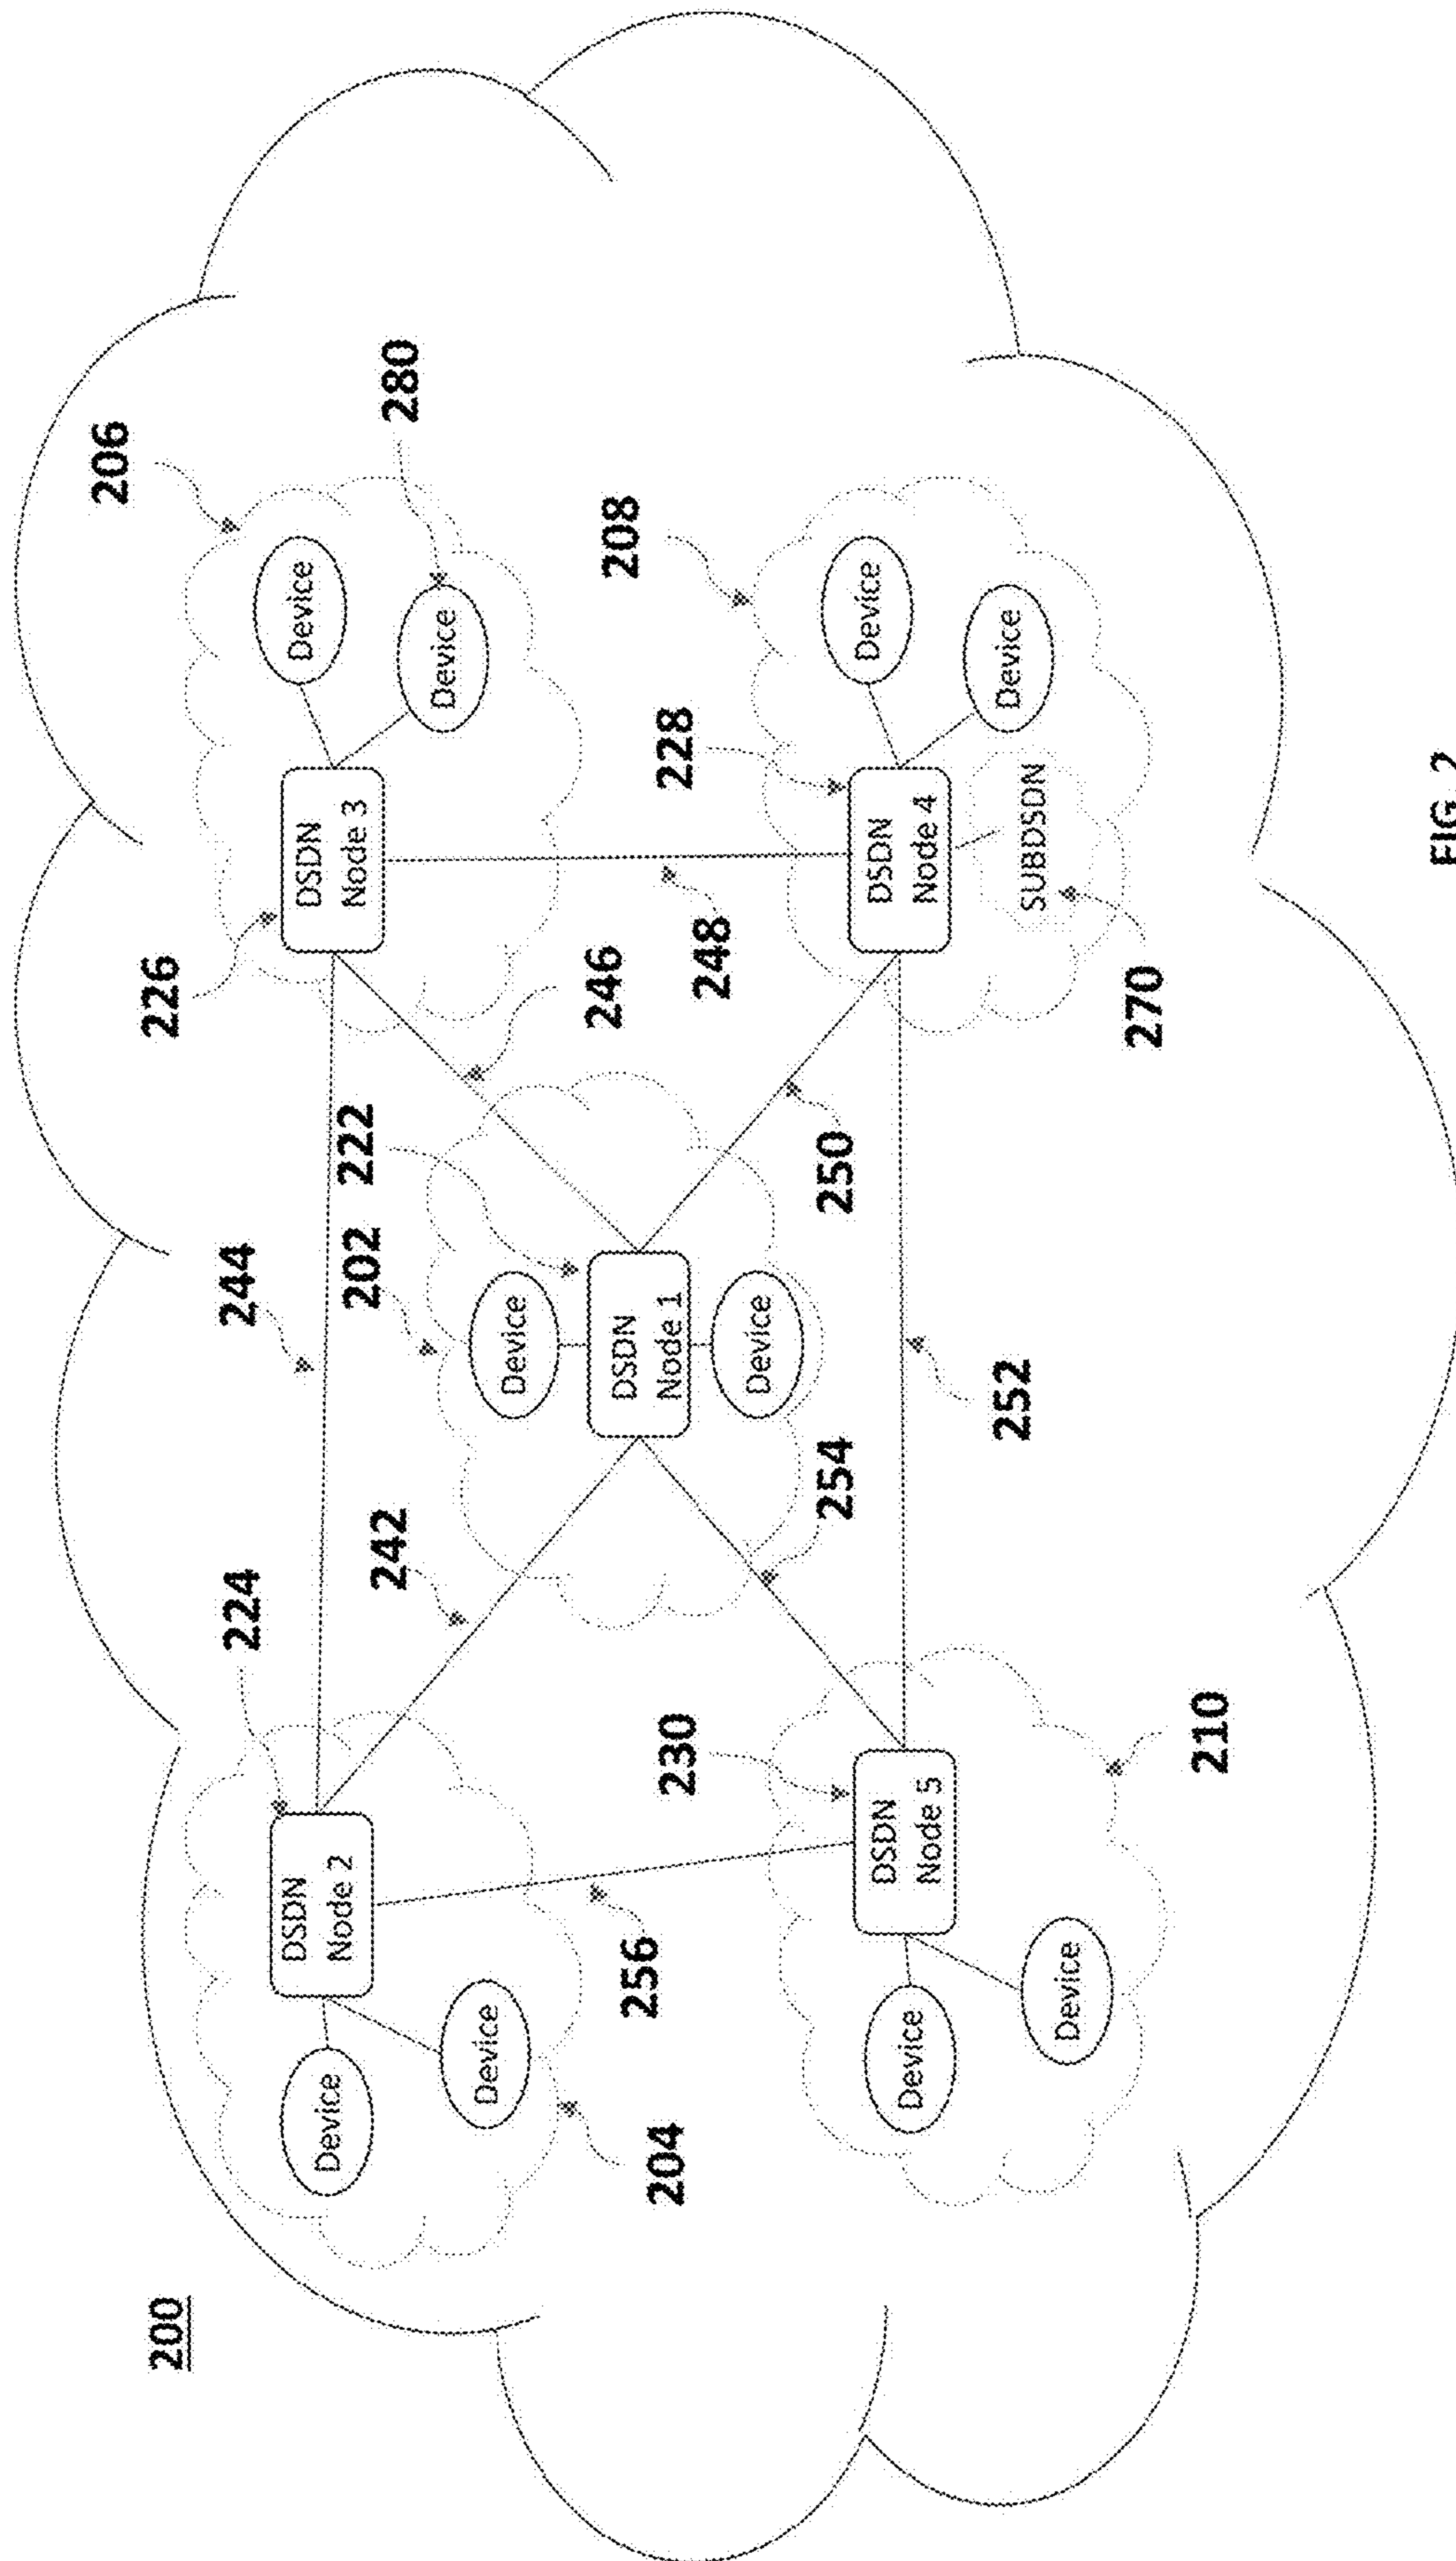 200
224
244
226
206
DSDN
Node 2
DSDN
Node 3
Device
Device
242
202
222
280
Device
Device
Device
204
256
DSDN
Node 1
246
248
208
Device
230
254
250
228
DSDN
Node 5
DSDN
Node 4
Device
Device
Device
252
Device
SUBDSDN
210
270
FIG. 2